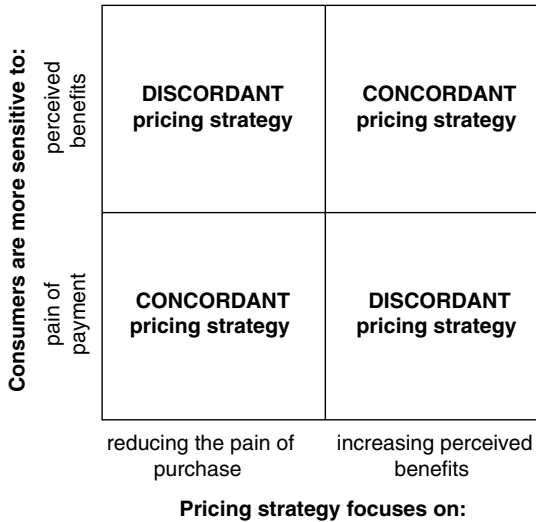 Consumers are more sensitive to:
perceived
benefits
DISCORDANT
pricing strategy
CONCORDANT
pricing strategy
pain of
payment
CONCORDANT
pricing strategy
DISCORDANT
pricing strategy
reducing the pain of
purchase
increasing perceived
benefits
Pricing strategy focuses on: